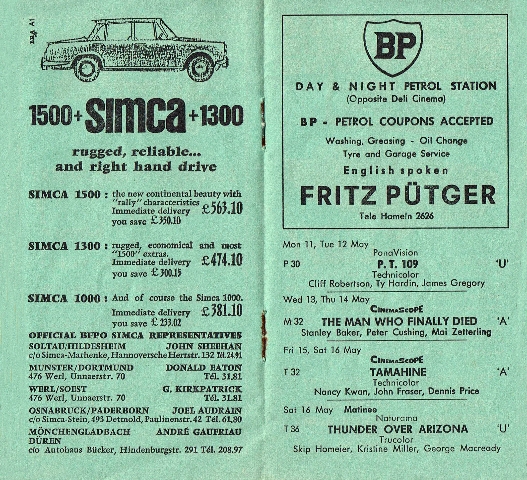 1500+SIMCA+1300
rugged, reliable...
and right hand drive
SIMCA 1500 : the new continental beauty with
"rally" characteristics
Immediate delivery £563.10
you save £350.10
SIMCA 1300 : rugged, economical and most
"1500" extras.
Immediate delivery £474.10
you save £300.15
SIMCA 1000 : And of course the Simca 1000.
Immediate delivery £381.10
you save £233.02
OFFICIAL BFPO SIMCA REPRESENTATIVES
SOLTAU/HILDESHEIM JOHN SHEEHAN
c/o Simca-Marhenke, Hannoversche Herrstr. 132 Tel.2491
MUNSTER/DORTMUND DONALD EATON
476 Werl, Unnaerstr. 70 Tél. 31.81
WERL/SOEST G. KIRKPATRICK
476 Werl, Unnaerstr. 70 Tél. 31.81
OSNABRUCK/PADERBORN JOEL AUDRAIN
c/o Simca-Stein, 493 Detmold, Paulinenstr. 42 Tél. 61,80
MÖNCHENGLADBACH ANDRÉ GAUFRIAU
DÜREN
c/o Autohaus Bücker, Hindenburgstr. 291 Tél. 208.97
BP
DAY & NIGHT PETROL STATION
(Opposite Deli Cinema)
BP - PETROL COUPONS ACCEPTED
Washing, Greasing - Oil Change
Tyre and Garage Service
English spoken
FRITZ PÜTGER
Tele Hameln 2626
Mon 11, Tue 12 May
PanaVision
P 30 P. T. 109 'U'
Technicolor
Cliff Robertson, Ty Hardin, James Gregory
Wed 13, Thu 14 May
CINEMASCOPE
M 32 THE MAN WHO FINALLY DIED 'A'
Stanley Baker, Peter Cushing, Mai Zetterling
Fri 15, Sat 16 May
CINEMASCOPE
T 32 TAMAHINE 'A'
Technicolor
Nancy Kwan, John Fraser, Dennis Price
Sat 16 May Matinee
Naturama
T 36 THUNDER OVER ARIZONA 'U'
Trucolor
Skip Homeier, Kristine Miller, George Macready